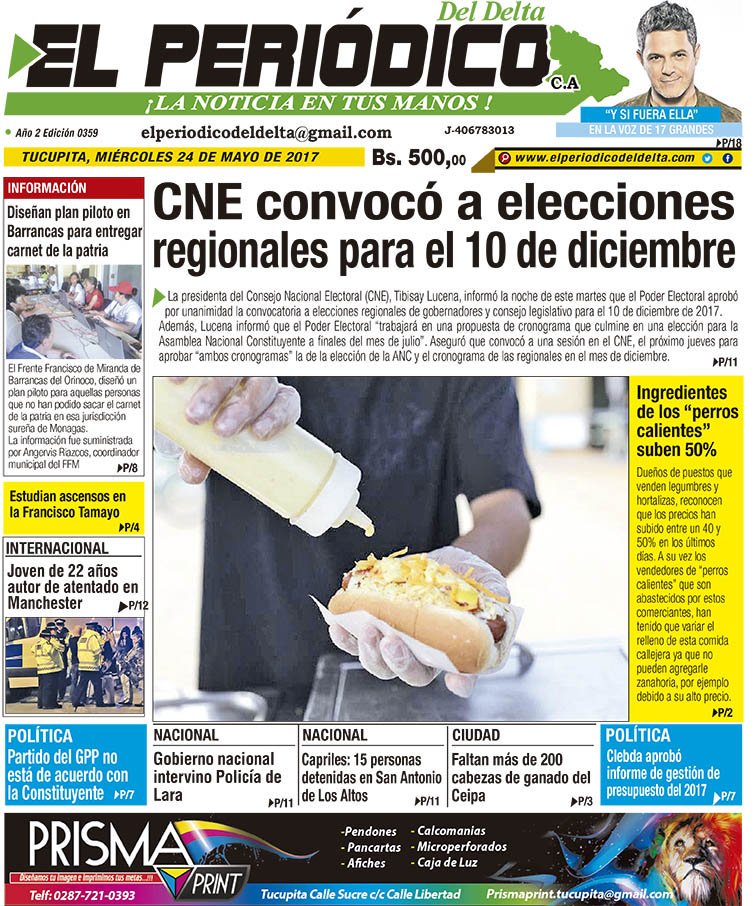 Del Delta
EL PERIÓDICO
C.A
¡LA NOTICIA EN TUS MANOS !
"Y SI FUERA ELLA"
EN LA VOZ DE 17 GRANDES
P/18
Año 2 Edición 0359
elperiodicodeldelta@gmail.com
J-406783013
TUCUPITA, MIÉRCOLES 24 DE MAYO DE 2017
Bs. 500,00
www.elperiodicodeldelta.com
INFORMACIÓN
Diseñan plan piloto en
Barrancas para entregar
carnet de la patria
El Frente Francisco de Miranda de
Barrancas del Orinoco, diseñó un
plan piloto para aquellas personas
que no han podido sacar el carnet
de la patria en esa jurisdicción
sureña de Monagas.
La información fue suministrada
por Angervis Riazcos, coordinador
municipal del FFM
P/8
Estudian ascensos en
la Francisco Tamayo
P/4
INTERNACIONAL
Joven de 22 años
autor de atentado en
Manchester
P/12
CNE convocó a elecciones
regionales para el 10 de diciembre
La presidenta del Consejo Nacional Electoral (CNE), Tibisay Lucena, informó la noche de este martes que el Poder Electoral aprobó
por unanimidad la convocatoria a elecciones regionales de gobernadores y consejo legislativo para el 10 de diciembre de 2017.
Además, Lucena informó que el Poder Electoral "trabajará en una propuesta de cronograma que culmine en una elección para la
Asamblea Nacional Constituyente a finales del mes de julio". Aseguró que convocó a una sesión en el CNE, el próximo jueves para
aprobar "ambos cronogramas" la de la elección de la ANC y el cronograma de las regionales en el mes de diciembre.
P/11
Ingredientes
de los "perros
calientes"
suben 50%
Dueños de puestos que
venden legumbres y
hortalizas, reconocen
que los precios han
subido entre un 40 y
50% en los últimos
días. A su vez los
vendedores de "perros
calientes" que son
abastecidos por estos
comerciantes, han
tenido que variar el
relleno de esta comida
callejera ya que no
pueden agregarle
zanahoria, por ejemplo
debido a su alto precio.
P/2
POLÍTICA
Partido del GPP no
está de acuerdo con
la Constituyente
P/7
NACIONAL
Gobierno nacional
intervino Policía de
Lara
P/11
NACIONAL
Capriles: 15 personas
detenidas en San Antonio
de Los Altos
P/11
CIUDAD
Faltan más de 200
cabezas de ganado del
Ceipa
P/3
POLÍTICA
Clebda aprobó
informe de gestión de
presupuesto del 2017
P/7
PRISMA
PRINT
Diseñamos tu Imagen e Imprimimos tus metas...!!!
Telf: 0287-721-0393
-Pendones
-Pancartas
-Afiches
-Calcomanias
-Microperforados
-Caja de Luz
Tucupita Calle Sucre c/c Calle Libertad
Prismaprint.tucupita@gmail.com